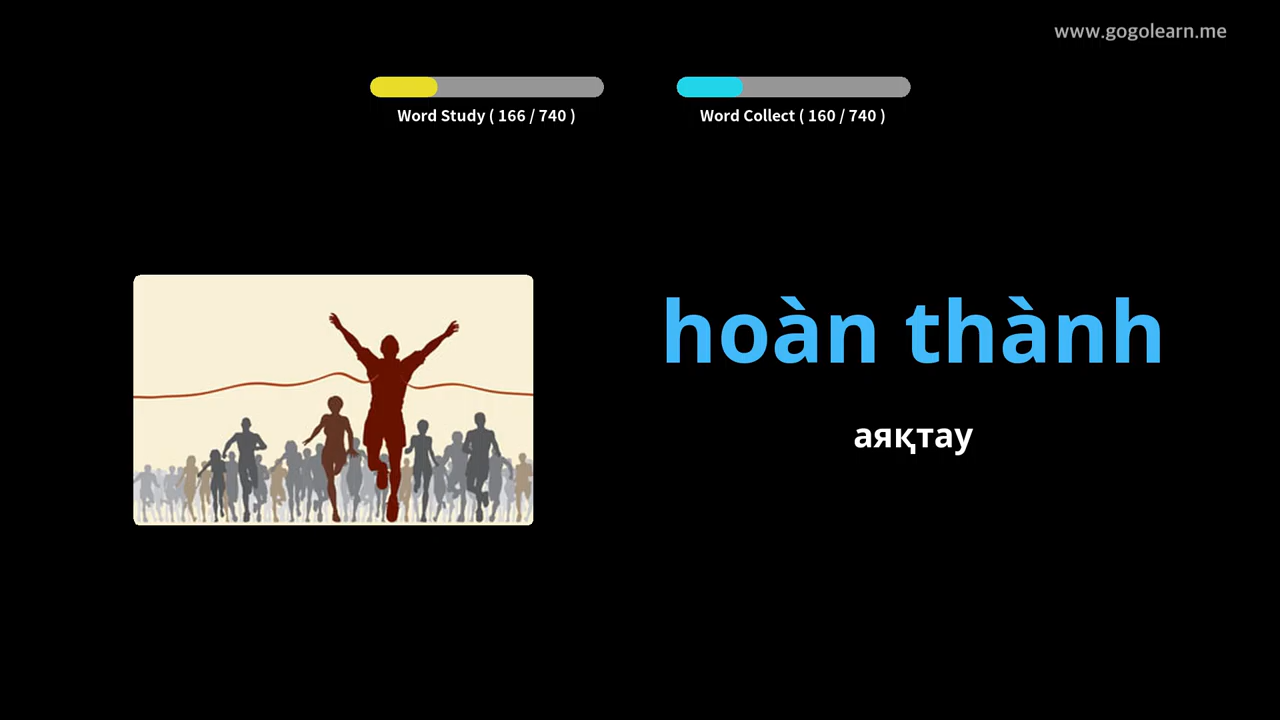 www.gogolearn.me
Word Study ( 166 / 740 )
Word Collect ( 160 / 740 )
hoàn thành
аяқтау